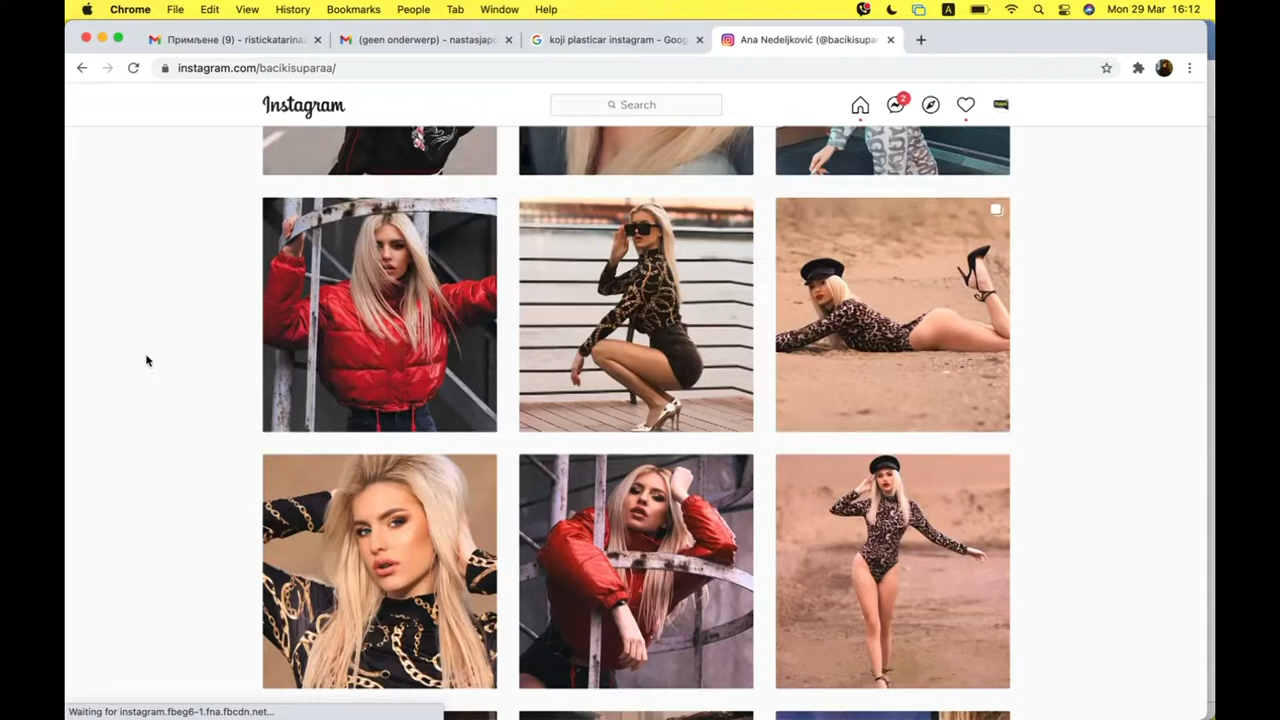 Chrome File Edit View History Bookmarks People Tab Window Help A Mon 29 Mar 16:12
Примљене (9) - ristickatarina (geen onderwerp) - nastasjapo koji plasticar instagram - Goog Ana Nedeljković (@bacikisupar
instagram.com/bacikisuparaa/
Instagram Search 2
Waiting for instagram.fbeg6-1.fna.fbcdn.net...